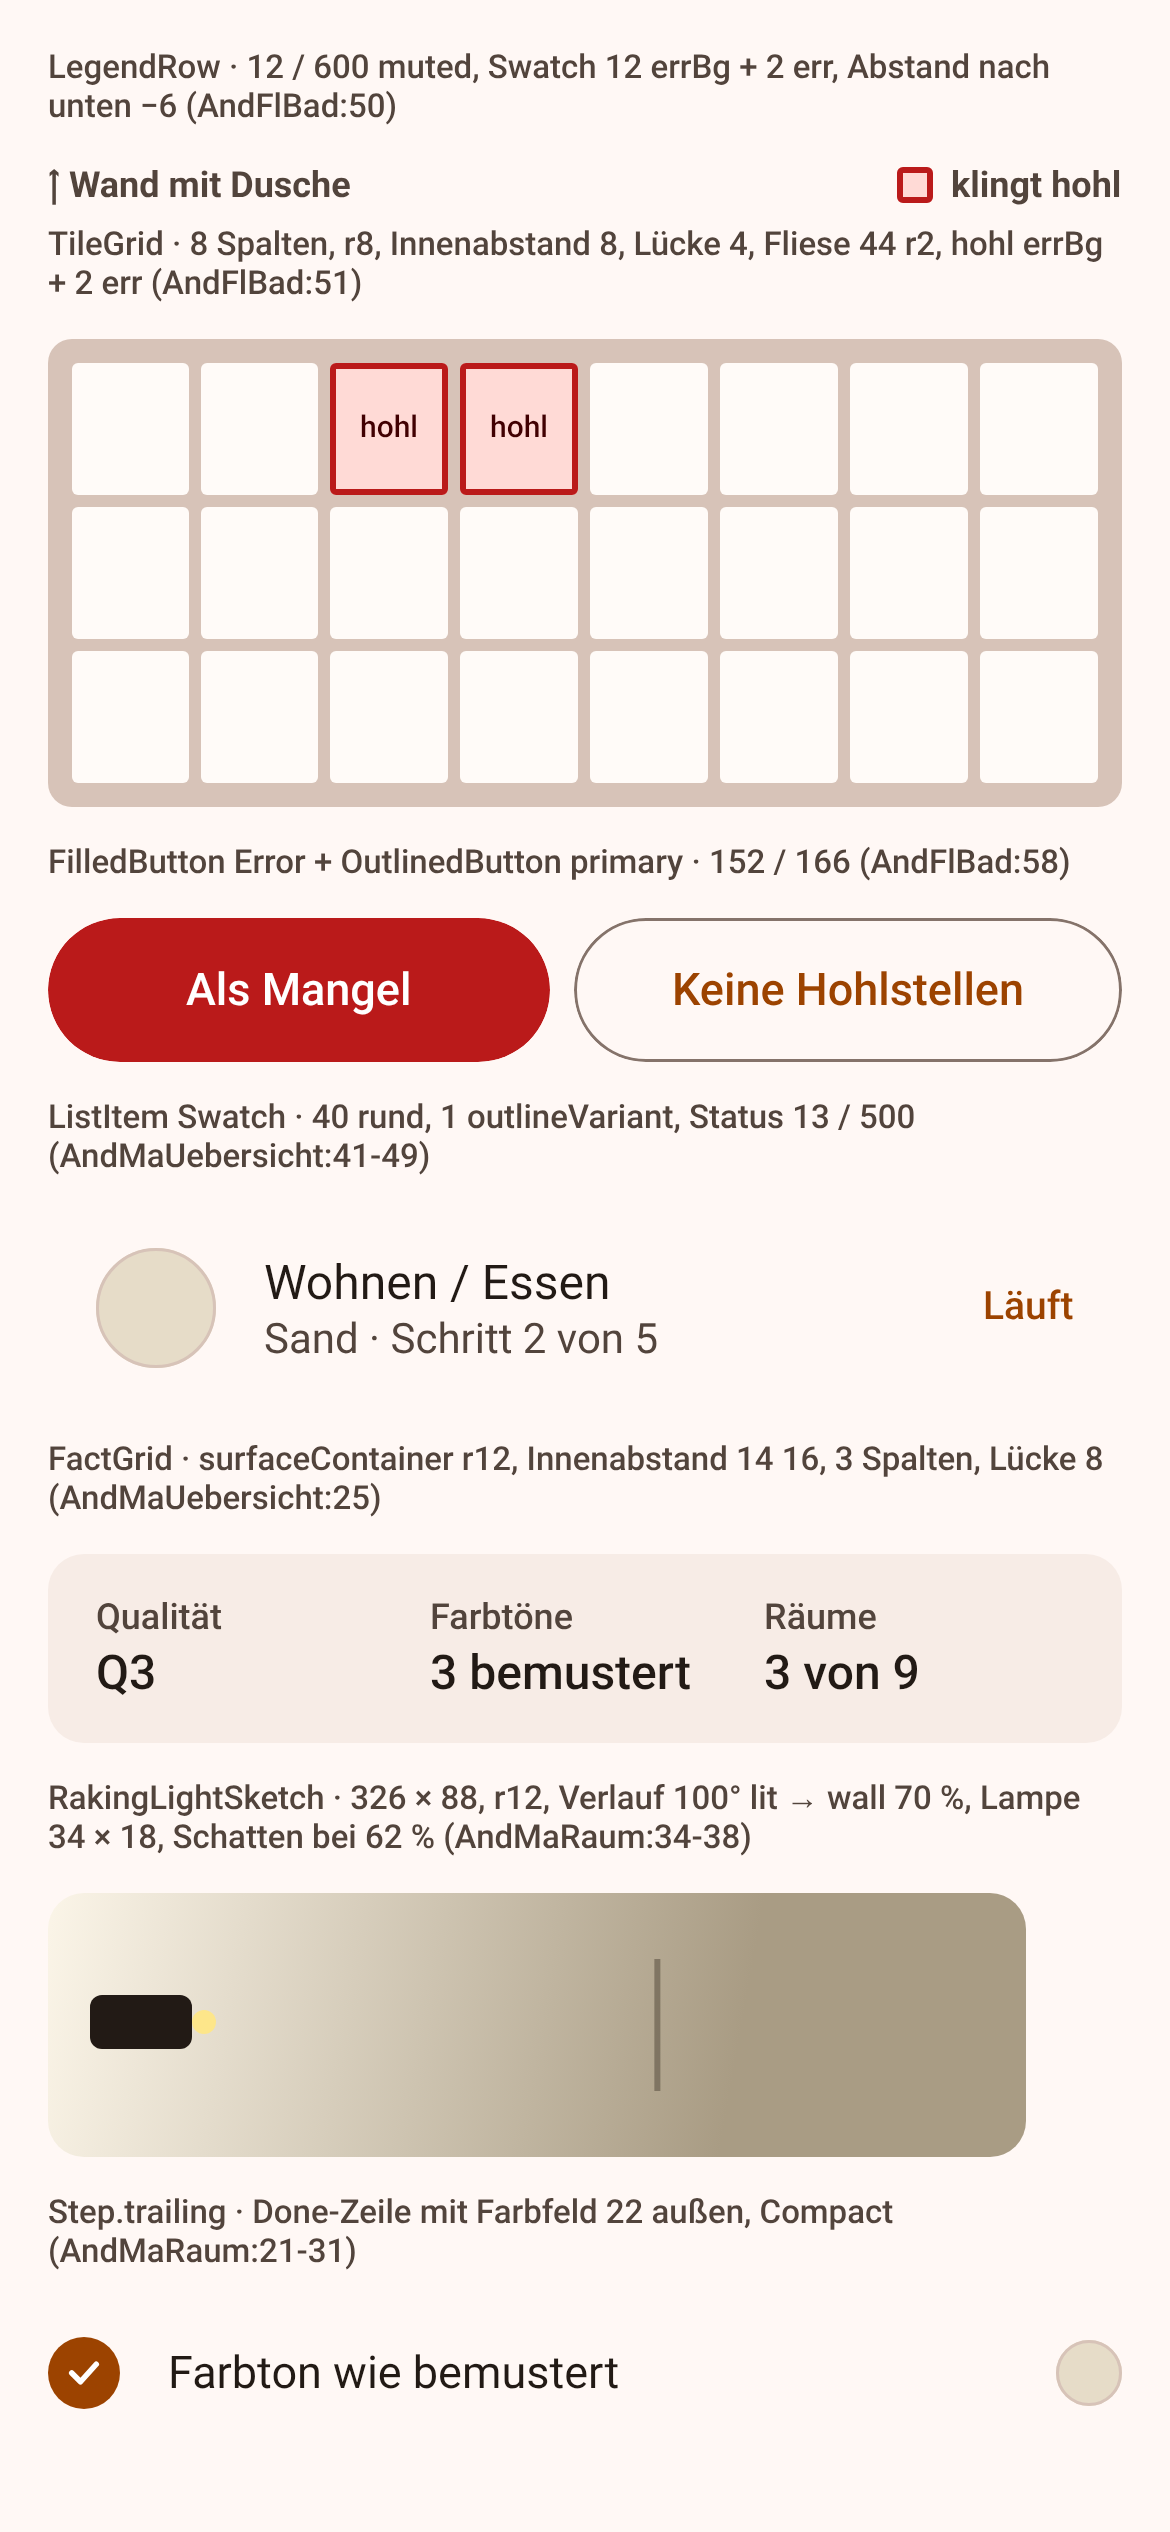 LegendRow · 12 / 600 muted, Swatch 12 errBg + 2 err, Abstand nach
unten −6 (AndFlBad:50)
↑ Wand mit Dusche
klingt hohl
TileGrid · 8 Spalten, r8, Innenabstand 8, Lücke 4, Fliese 44 r2, hohl errBg
+ 2 err (AndFlBad:51)
hohl
hohl
FilledButton Error + OutlinedButton primary · 152 / 166 (AndFlBad:58)
Als Mangel
Keine Hohlstellen
ListItem Swatch · 40 rund, 1 outlineVariant, Status 13 / 500
(AndMaUebersicht:41-49)
Wohnen / Essen
Sand · Schritt 2 von 5
Läuft
FactGrid · surfaceContainer r12, Innenabstand 14 16, 3 Spalten, Lücke 8
(AndMaUebersicht:25)
Qualität
Q3
Farbtöne
3 bemustert
Räume
3 von 9
RakingLightSketch · 326 × 88, r12, Verlauf 100° lit → wall 70 %, Lampe
34 × 18, Schatten bei 62 % (AndMaRaum:34-38)
Step.trailing · Done-Zeile mit Farbfeld 22 außen, Compact
(AndMaRaum:21-31)
Farbton wie bemustert